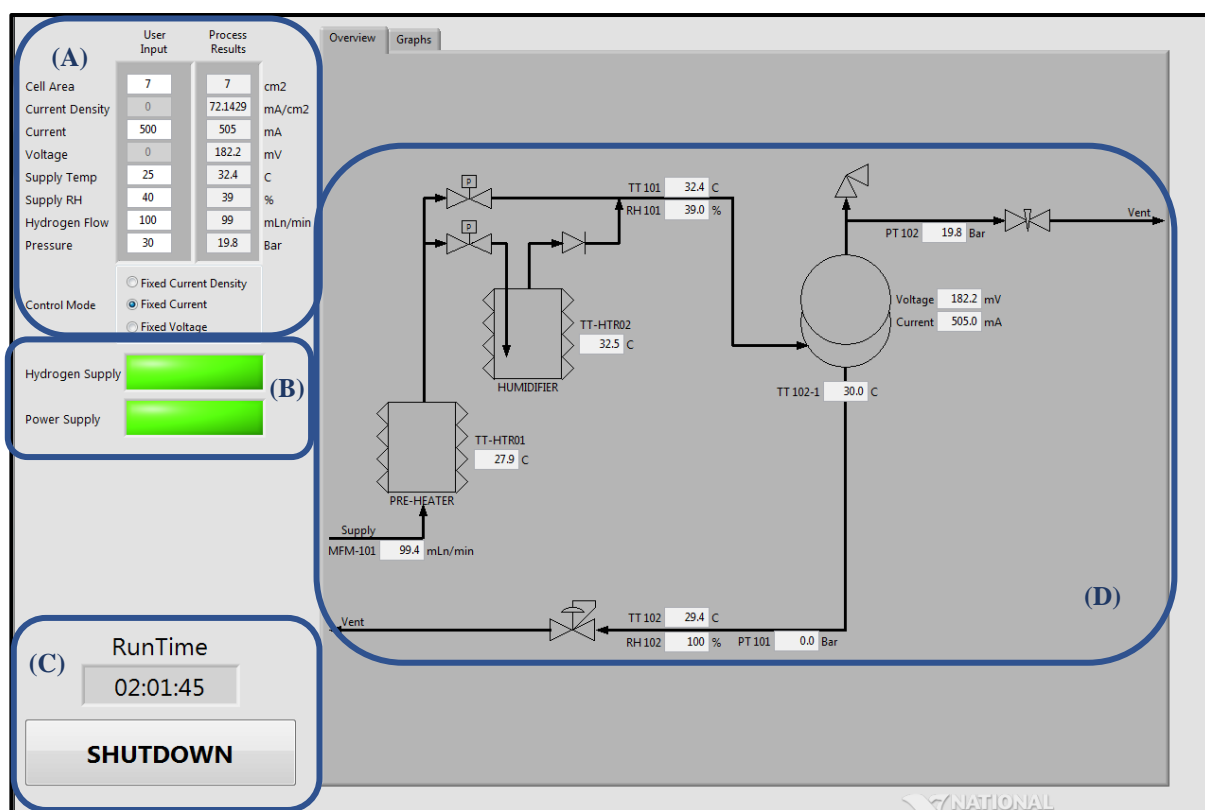 User Input
Process Results
(A)
Cell Area 7 7 cm2
Current Density 0 72.1429 mA/cm2
Current 500 505 mA
Voltage 0 182.2 mV
Supply Temp 25 32.4 C
Supply RH 40 39 %
Hydrogen Flow 100 99 mLn/min
Pressure 30 19.8 Bar
Control Mode
Fixed Current Density
Fixed Current
Fixed Voltage
Hydrogen Supply
(B)
Power Supply
(C)
RunTime
02:01:45
SHUTDOWN
Overview Graphs
P
TT 101 32.4 C
RH 101 39.0 %
P
Vent
PT 102 19.8 Bar
Voltage 182.2 mV
Current 505.0 mA
TT-HTR02
32.5 C
HUMIDIFIER
TT 102-1 30.0 C
TT-HTR01
27.9 C
PRE-HEATER
Supply
MFM-101 99.4 mLn/min
(D)
Vent
TT 102 29.4 C
RH 102 100 % PT 101 0.0 Bar
NATIONAL